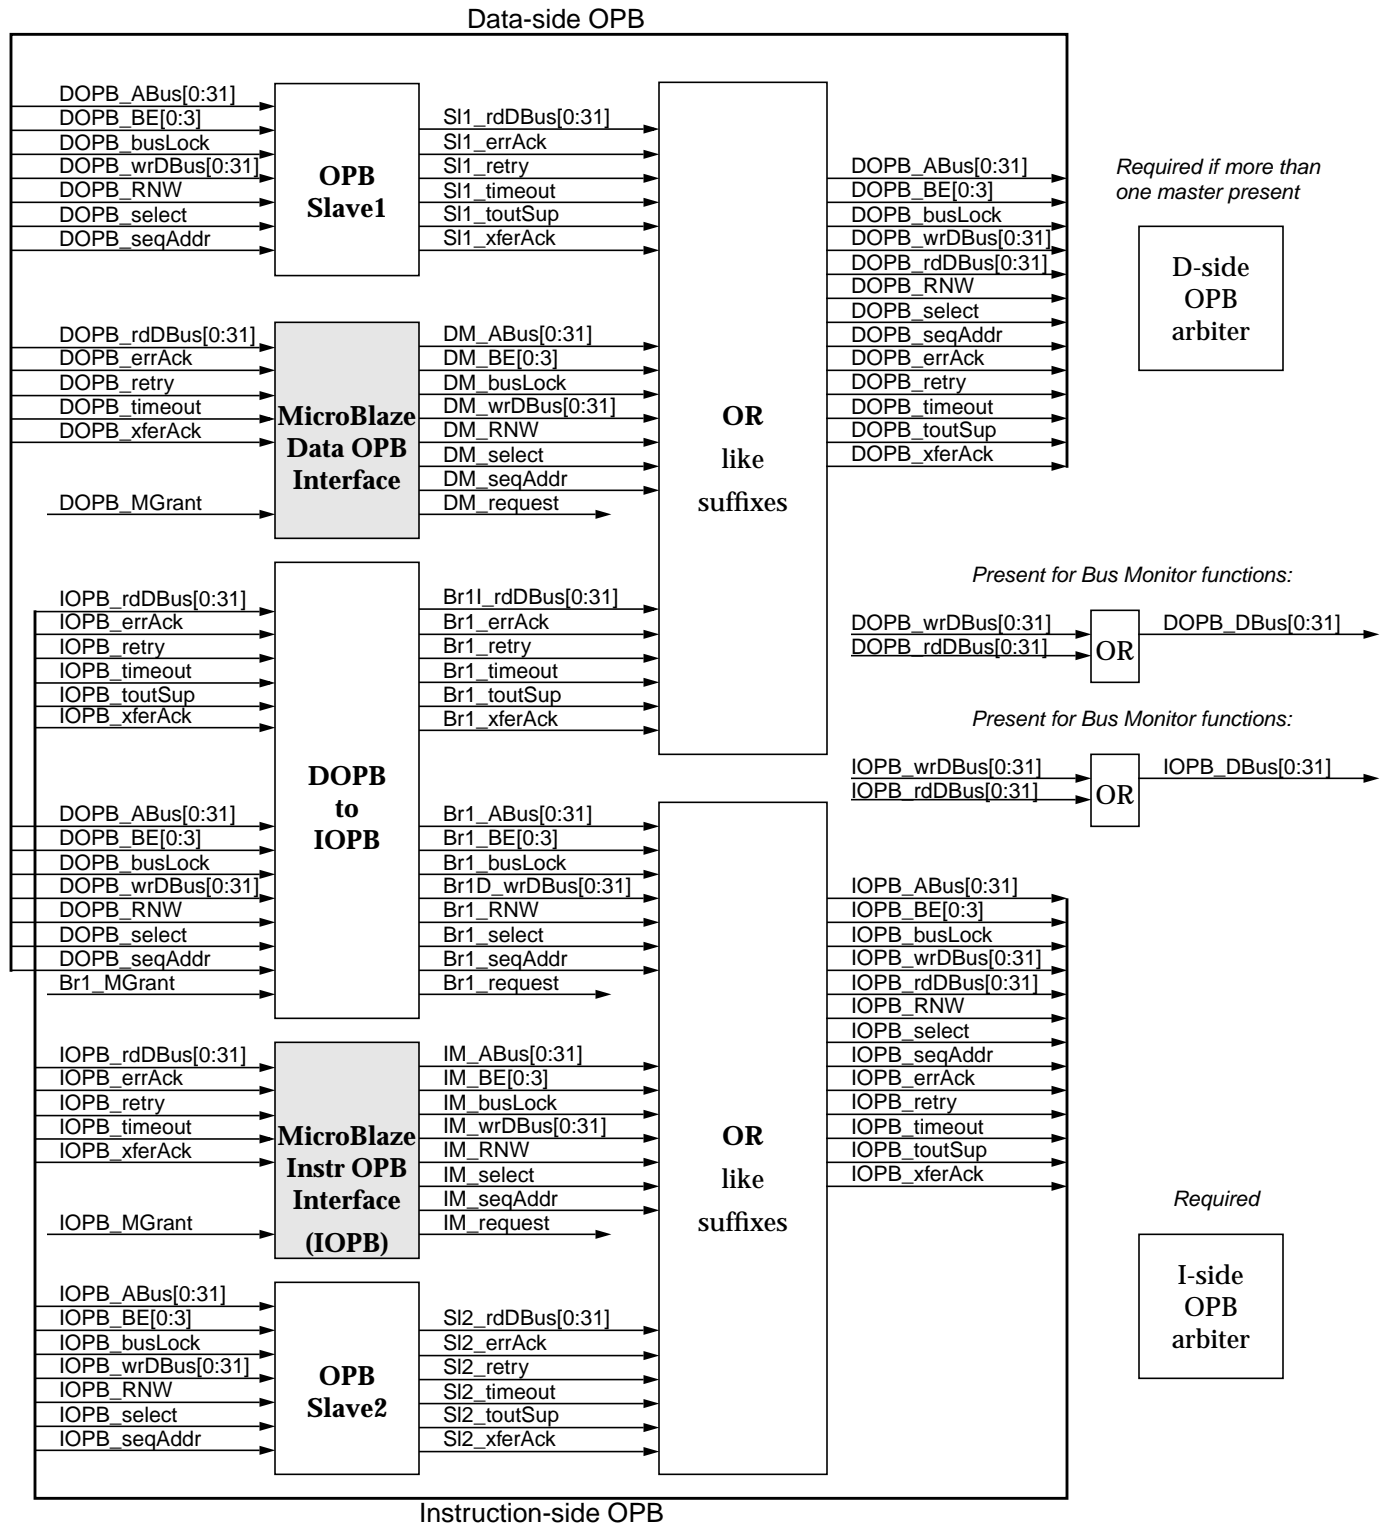 Data-side OPB
DOPB_ABus[0:31]
DOPB_BE[0:3]
DOPB_busLock
DOPB_wrDBus[0:31]
DOPB_RNW
DOPB_select
DOPB_seqAddr
OPB
Slave1
Sl1_rdDBus[0:31]
Sl1_errAck
Sl1_retry
Sl1_timeout
Sl1_toutSup
Sl1_xferAck
DOPB_rdDBus[0:31]
DOPB_errAck
DOPB_retry
DOPB_timeout
DOPB_xferAck
DOPB_MGrant
MicroBlaze
Data OPB
Interface
DM_ABus[0:31]
DM_BE[0:3]
DM_busLock
DM_wrDBus[0:31]
DM_RNW
DM_select
DM_seqAddr
DM_request
OR
like
suffixes
DOPB_ABus[0:31]
DOPB_BE[0:3]
DOPB_busLock
DOPB_wrDBus[0:31]
DOPB_rdDBus[0:31]
DOPB_RNW
DOPB_select
DOPB_seqAddr
DOPB_errAck
DOPB_retry
DOPB_timeout
DOPB_toutSup
DOPB_xferAck
Required if more than
one master present
D-side
OPB
arbiter
IOPB_rdDBus[0:31]
IOPB_errAck
IOPB_retry
IOPB_timeout
IOPB_toutSup
IOPB_xferAck
DOPB_ABus[0:31]
DOPB_BE[0:3]
DOPB_busLock
DOPB_wrDBus[0:31]
DOPB_RNW
DOPB_select
DOPB_seqAddr
Br1_MGrant
DOPB
to
IOPB
Br1I_rdDBus[0:31]
Br1_errAck
Br1_retry
Br1_timeout
Br1_toutSup
Br1_xferAck
Br1_ABus[0:31]
Br1_BE[0:3]
Br1_busLock
Br1D_wrDBus[0:31]
Br1_RNW
Br1_select
Br1_seqAddr
Br1_request
Present for Bus Monitor functions:
DOPB_wrDBus[0:31]
DOPB_rdDBus[0:31]
OR
DOPB_DBus[0:31]
Present for Bus Monitor functions:
IOPB_wrDBus[0:31]
IOPB_rdDBus[0:31]
OR
IOPB_DBus[0:31]
IOPB_rdDBus[0:31]
IOPB_errAck
IOPB_retry
IOPB_timeout
IOPB_xferAck
IOPB_MGrant
MicroBlaze
Instr OPB
Interface
(IOPB)
IM_ABus[0:31]
IM_BE[0:3]
IM_busLock
IM_wrDBus[0:31]
IM_RNW
IM_select
IM_seqAddr
IM_request
OR
like
suffixes
IOPB_ABus[0:31]
IOPB_BE[0:3]
IOPB_busLock
IOPB_wrDBus[0:31]
IOPB_rdDBus[0:31]
IOPB_RNW
IOPB_select
IOPB_seqAddr
IOPB_errAck
IOPB_retry
IOPB_timeout
IOPB_toutSup
IOPB_xferAck
Required
I-side
OPB
arbiter
IOPB_ABus[0:31]
IOPB_BE[0:3]
IOPB_busLock
IOPB_wrDBus[0:31]
IOPB_RNW
IOPB_select
IOPB_seqAddr
OPB
Slave2
Sl2_rdDBus[0:31]
Sl2_errAck
Sl2_retry
Sl2_timeout
Sl2_toutSup
Sl2_xferAck
Instruction-side OPB